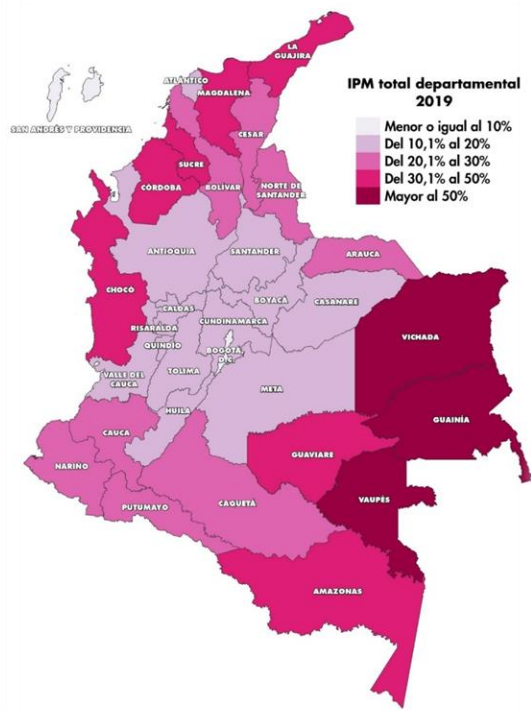 LA
GUAJIRA
ATLÁNTICO
MAGDALENA
IPM total departamental
2019
Menor o igual al 10%
Del 10,1% al 20%
Del 20,1% al 30%
Del 30,1% al 50%
Mayor al 50%
SAN ANDRÉS Y PROVIDENCIA
CESAR
SUCRE
CÓRDOBA
BOLÍVAR
NORTE DE
SANTANDER
ANTIOQUIA
SANTANDER
ARAUCA
CHOCÓ
BOYACA
CASANARE
CALDAS
CUNDINAMARCA
RISARALDA
QUINDÍO
BOGOTÁ,
D.C.
VICHADA
VALLE DEL
CAUCA
TOLIMA
META
HUILA
GUAINÍA
CAUCA
GUAVIARE
NARIÑO
CAQUETÁ
VAUPÉS
PUTUMAYO
AMAZONAS